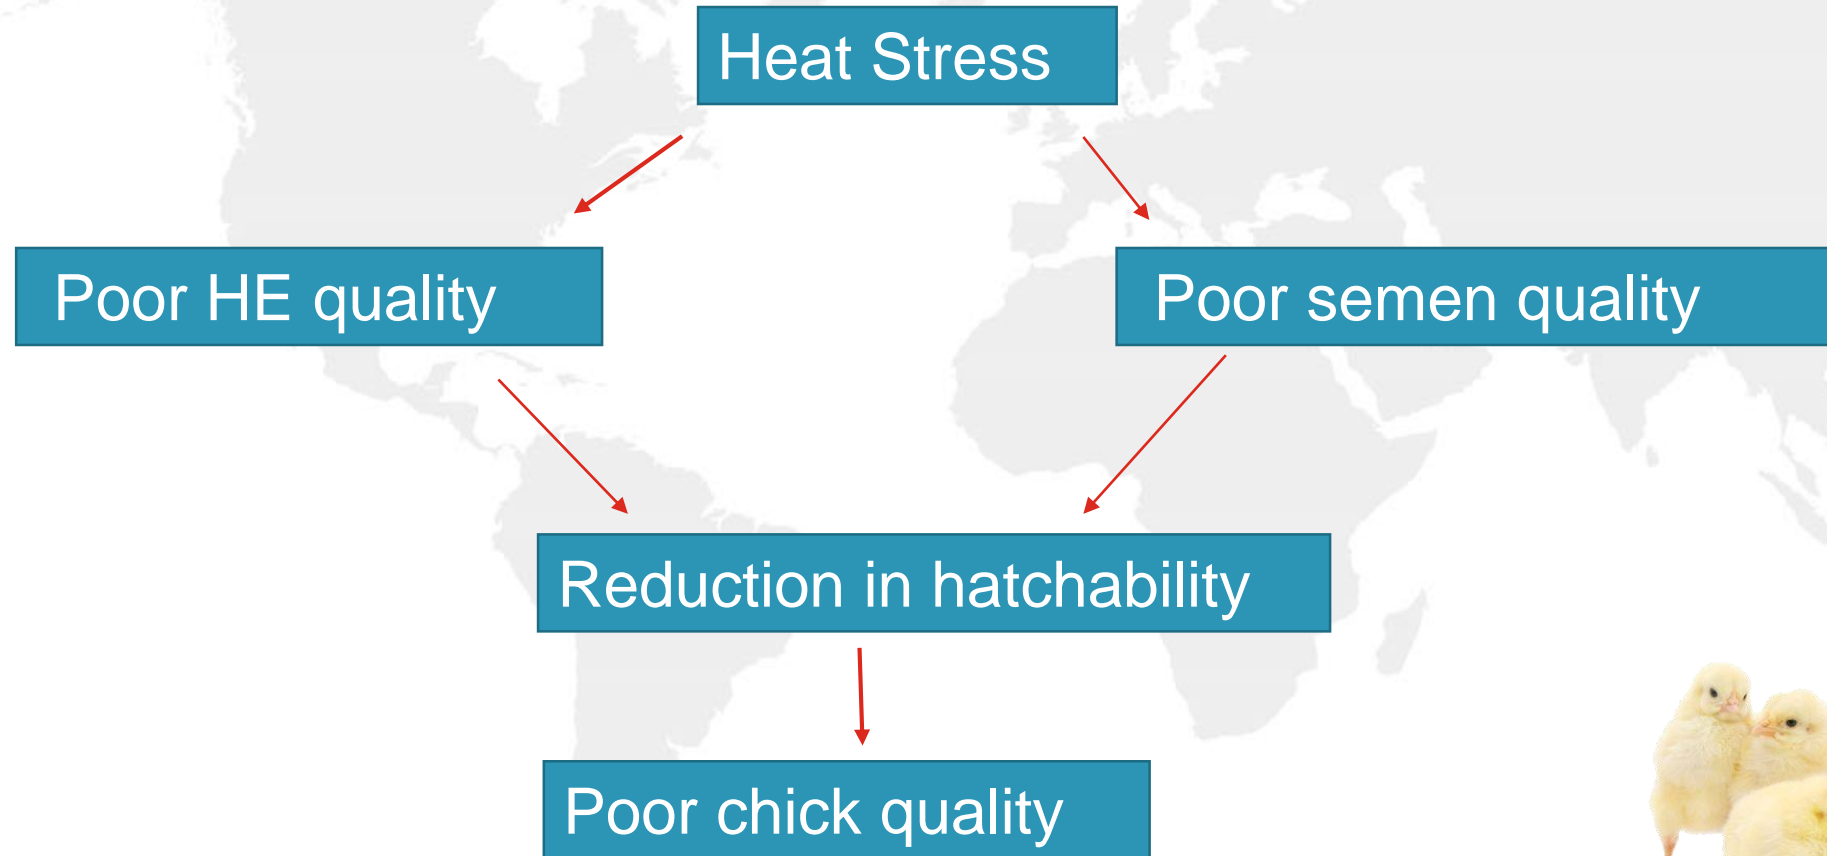 Heat Stress
Poor HE quality
Poor semen quality
Reduction in hatchability
Poor chick quality